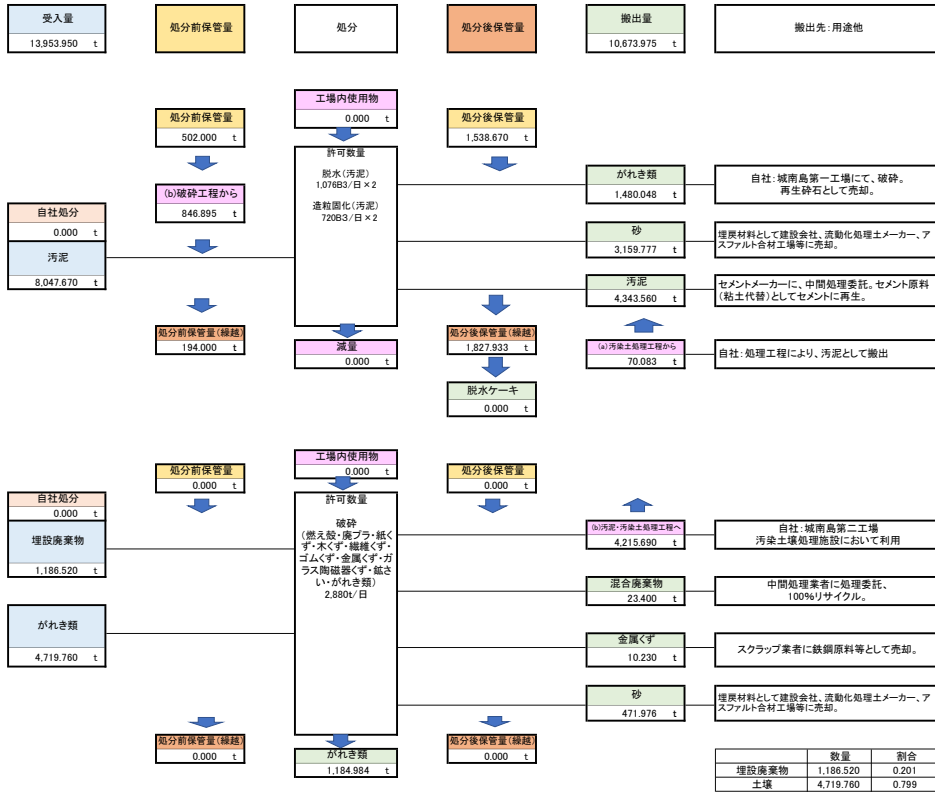 受入量
13,953.950 t
処分前保管量
処分
処分後保管量
搬出量
10,673.975 t
搬出先：用途他
工場内使用物
0.000 t
処分前保管量
502.000 t
処分後保管量
1,538.670 t
許可数量
脱水（汚泥）
1,076B3/日×2
造粒固化（汚泥）
720B3/日×2
(b)破砕工程から
846.895 t
がれき類
1,480.048 t
自社：城南島第一工場にて、破砕。
再生砕石として売却。
自社処分
0.000 t
汚泥
8,047.670 t
砂
3,159.777 t
埋戻材料として建設会社、流動化処理土メーカー、ア
スファルト合材工場等に売却。
汚泥
4,343.560 t
セメントメーカーに、中間処理委託。セメント原料
（粘土代替）としてセメントに再生。
処分前保管量（繰越）
194.000 t
減量
0.000 t
処分後保管量（繰越）
1,827.933 t
(a)汚染土処理工程から
70.083 t
自社：処理工程により、汚泥として搬出
脱水ケーキ
0.000 t
工場内使用物
0.000 t
処分前保管量
0.000 t
処分後保管量
0.000 t
自社処分
0.000 t
埋設廃棄物
1,186.520 t
がれき類
4,719.760 t
許可数量
破砕
（燃え殻・廃プラ・紙く
ず・木くず・繊維くず・
ゴムくず・金属くず・ガ
ラス陶磁器くず・鉱さ
い・がれき類）
2,880t/日
(b)汚泥・汚染土処理工程へ
4,215.690 t
自社：城南島第二工場
汚染土壌処理施設において利用
混合廃棄物
23.400 t
中間処理業者に処理委託、
100％リサイクル。
金属くず
10.230 t
スクラップ業者に鉄鋼原料等として売却。
砂
471.976 t
埋戻材料として建設会社、流動化処理土メーカー、ア
スファルト合材工場等に売却。
処分前保管量（繰越）
0.000 t
がれき類
1,184.984 t
処分後保管量（繰越）
0.000 t
数量 割合
埋設廃棄物 1,186.520 0.201
土壌 4,719.760 0.799